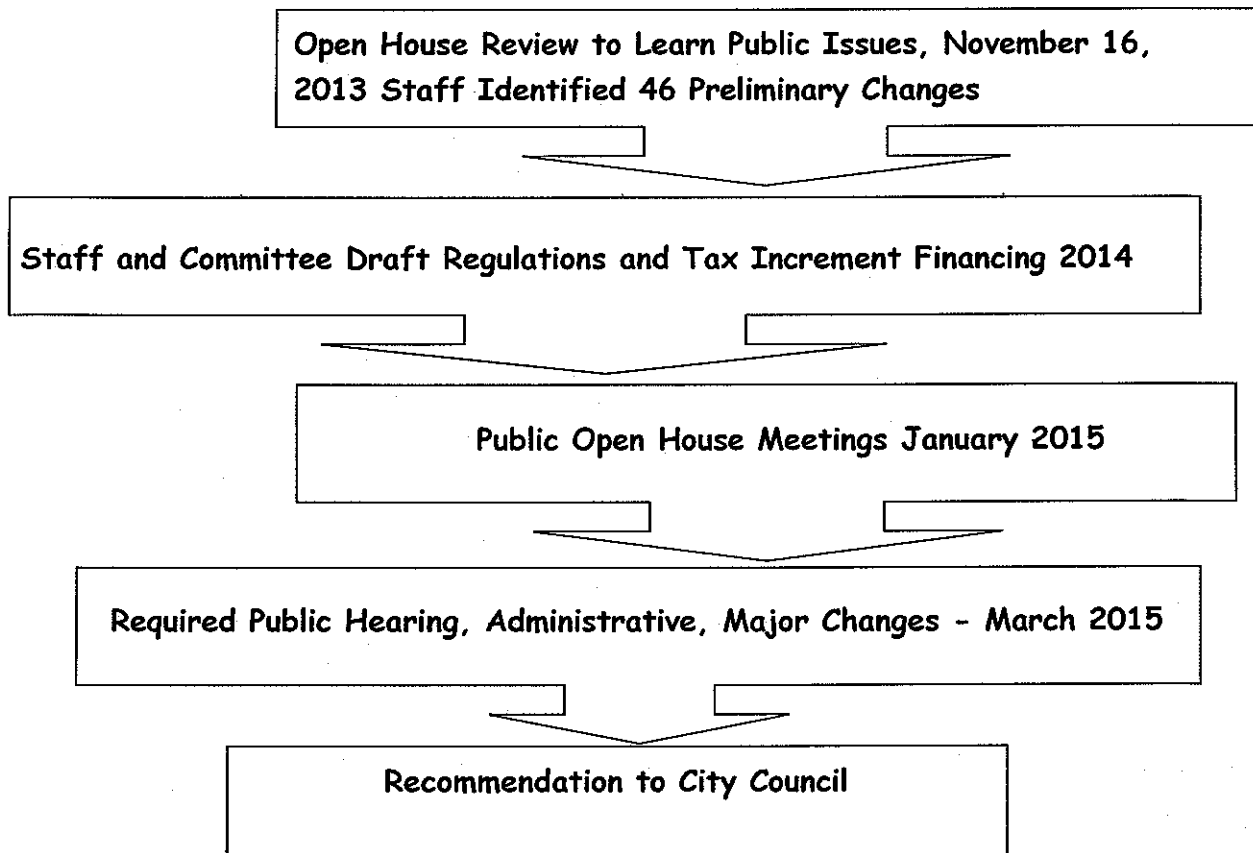 Open House Review to Learn Public Issues, November 16,
2013 Staff Identified 46 Preliminary Changes
Staff and Committee Draft Regulations and Tax Increment Financing 2014
Public Open House Meetings January 2015
Required Public Hearing, Administrative, Major Changes - March 2015
Recommendation to City Council